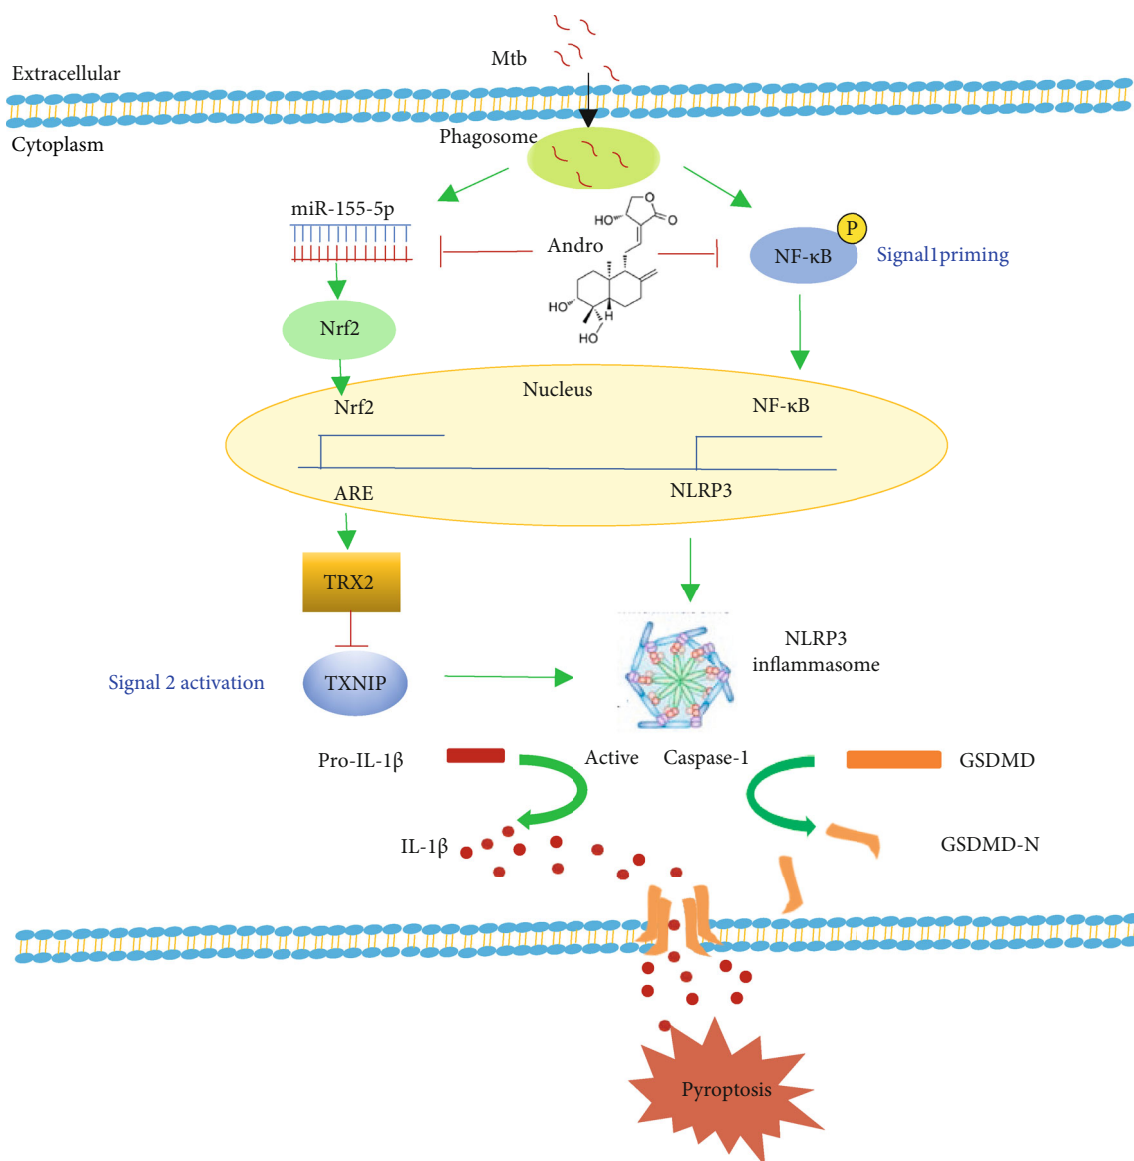 Mtb
Extracellular
Cytoplasm
Phagosome
miR-155-5p
HO
O
O
Andro
P
NF-κB
Signal1priming
H
HO
HO
Nrf2
Nucleus
Nrf2
NF-κB
ARE
NLRP3
TRX2
NLRP3
inflammasome
Signal 2 activation
TXNIP
Pro-IL-1β
Active Caspase-1
GSDMD
IL-1β
GSDMD-N
Pyroptosis